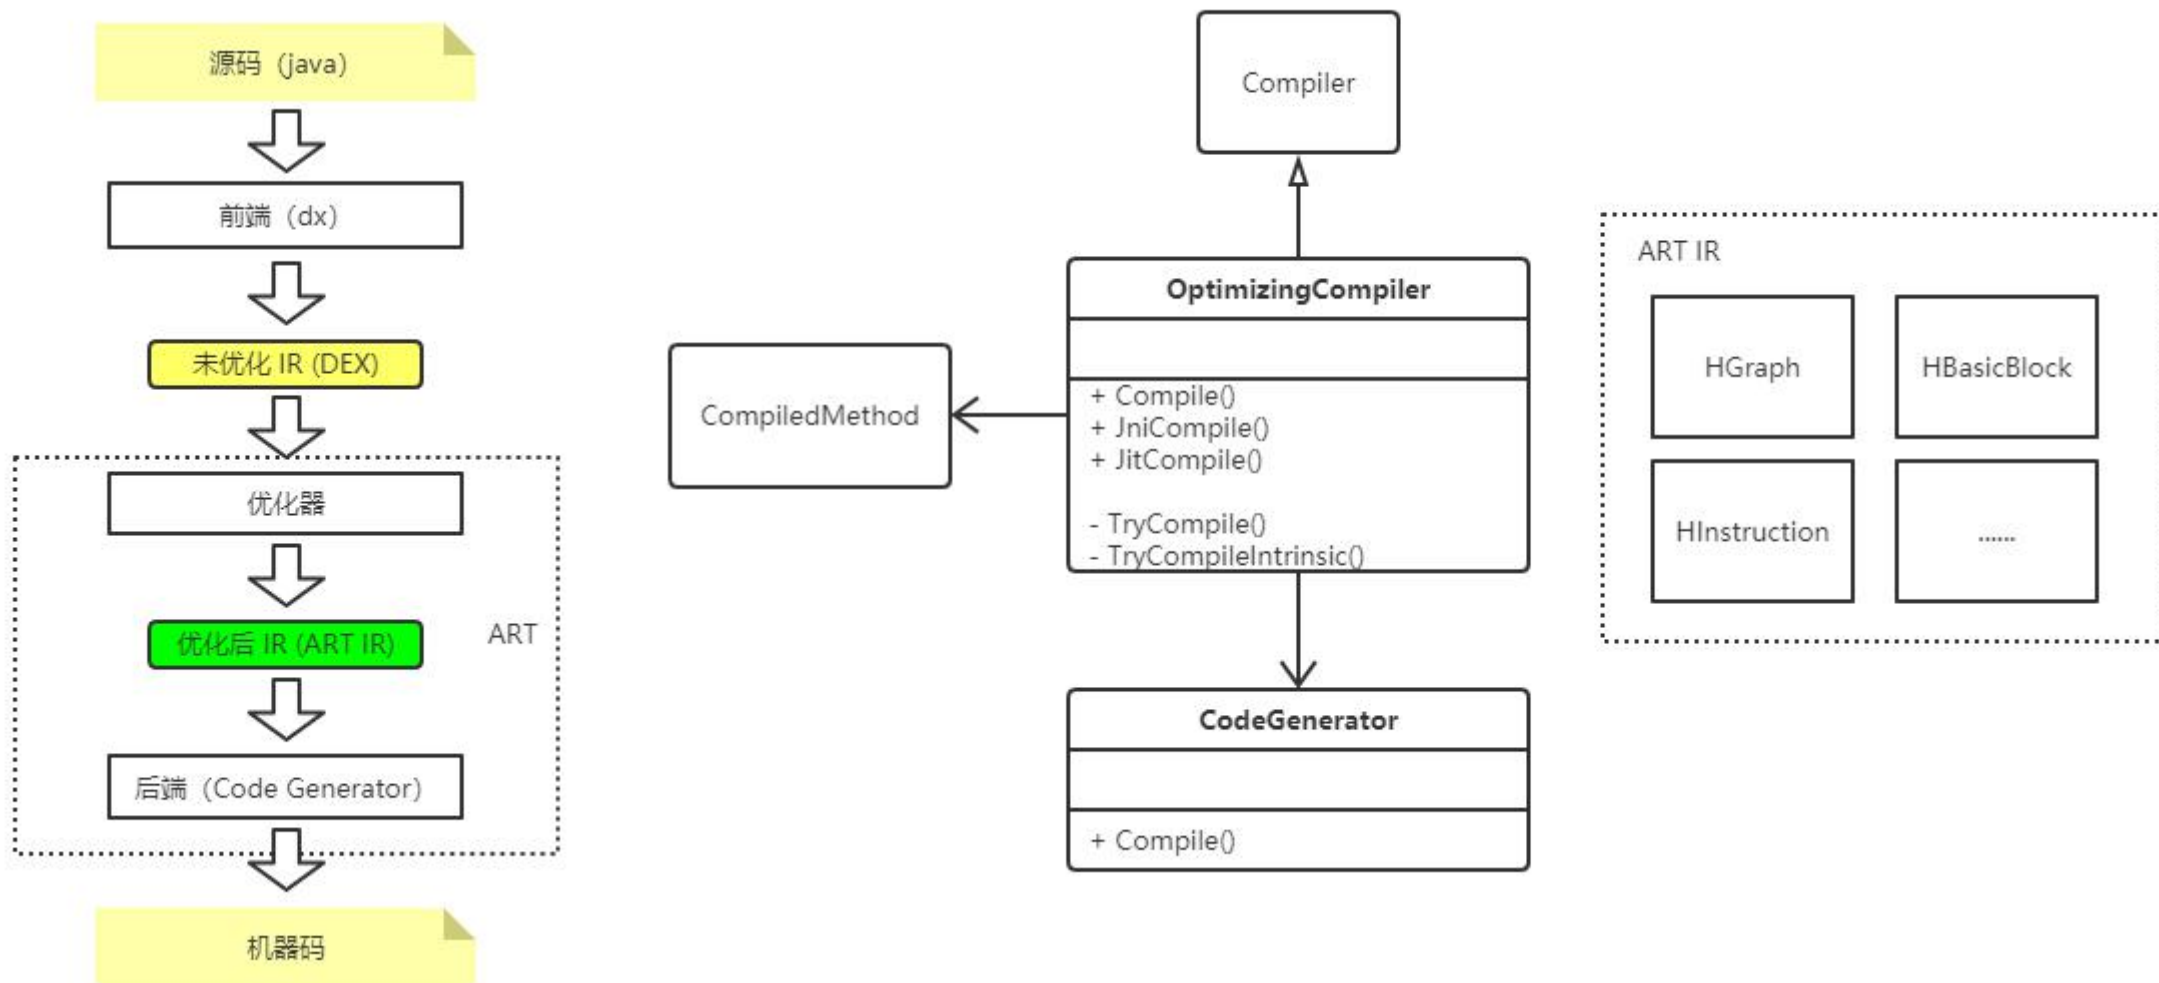 源码（java）
前端（dx）
未优化 IR (DEX)
优化器
优化后 IR (ART IR)
ART
后端（Code Generator）
机器码
Compiler
OptimizingCompiler
+ Compile()
+ JniCompile()
+ JitCompile()
- TryCompile()
- TryCompileIntrinsic()
CompiledMethod
CodeGenerator
+ Compile()
ART IR
HGraph
HBasicBlock
HInstruction
......